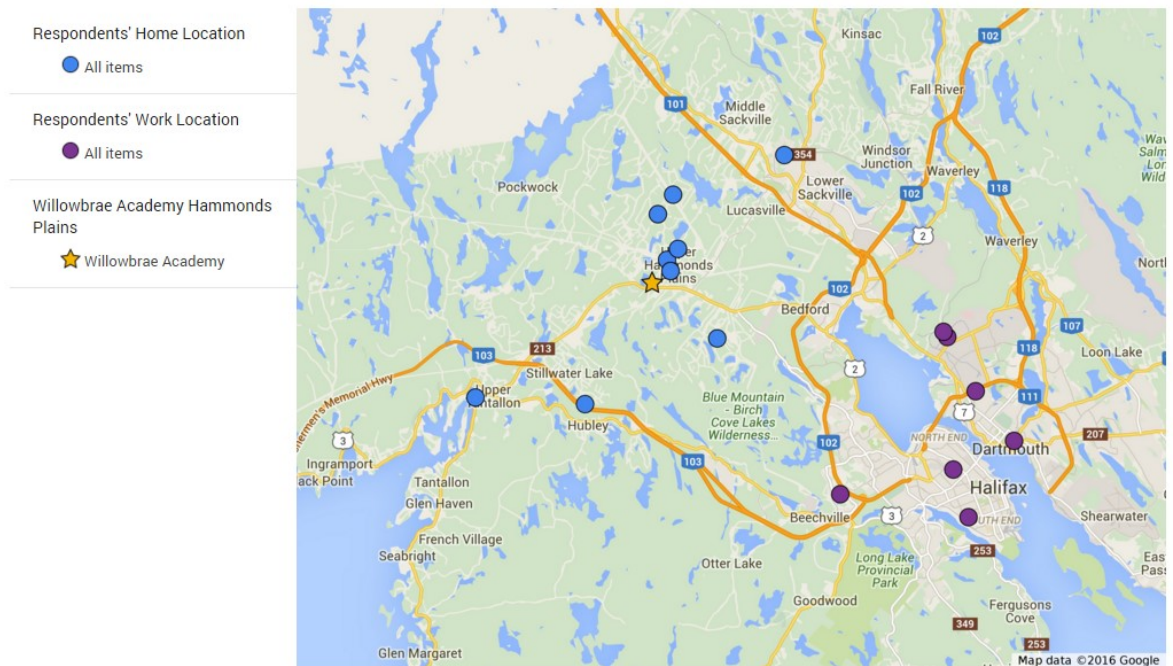 Respondents' Home Location
All items
Respondents' Work Location
All items
Willowbrae Academy Hammonds
Plains
Willowbrae Academy
Kinsac
102
Fall River
101
Middle
Sackville
354
Windsor
Junction
Waverley
Pockwock
Lower
Sackville
102
118
Lucasville
2
Waverley
Hammonds
Plains
102
Bedford
107
118
Loon Lake
213
103
Stillwater Lake
2
Upper
Tantallon
Hubley
Blue Mountain -
Birch
Cove Lakes
Wilderness...
7
111
3
102
NORTH END
207
Dartmouth
Ingramport
103
Tantallon
Glen Haven
Halifax
Beechville
3
Shearwater
French Village
253
Seabright
Otter Lake
Long Lake
Provincial
Park
Goodwood
Fergusons
Cove
349
253
Glen Margaret
Map data ©2016 Google